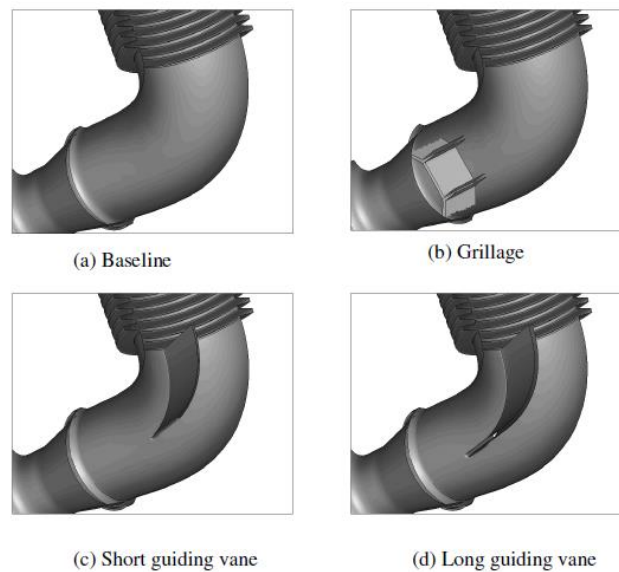 (a) Baseline
(b) Grillage
(c) Short guiding vane
(d) Long guiding vane